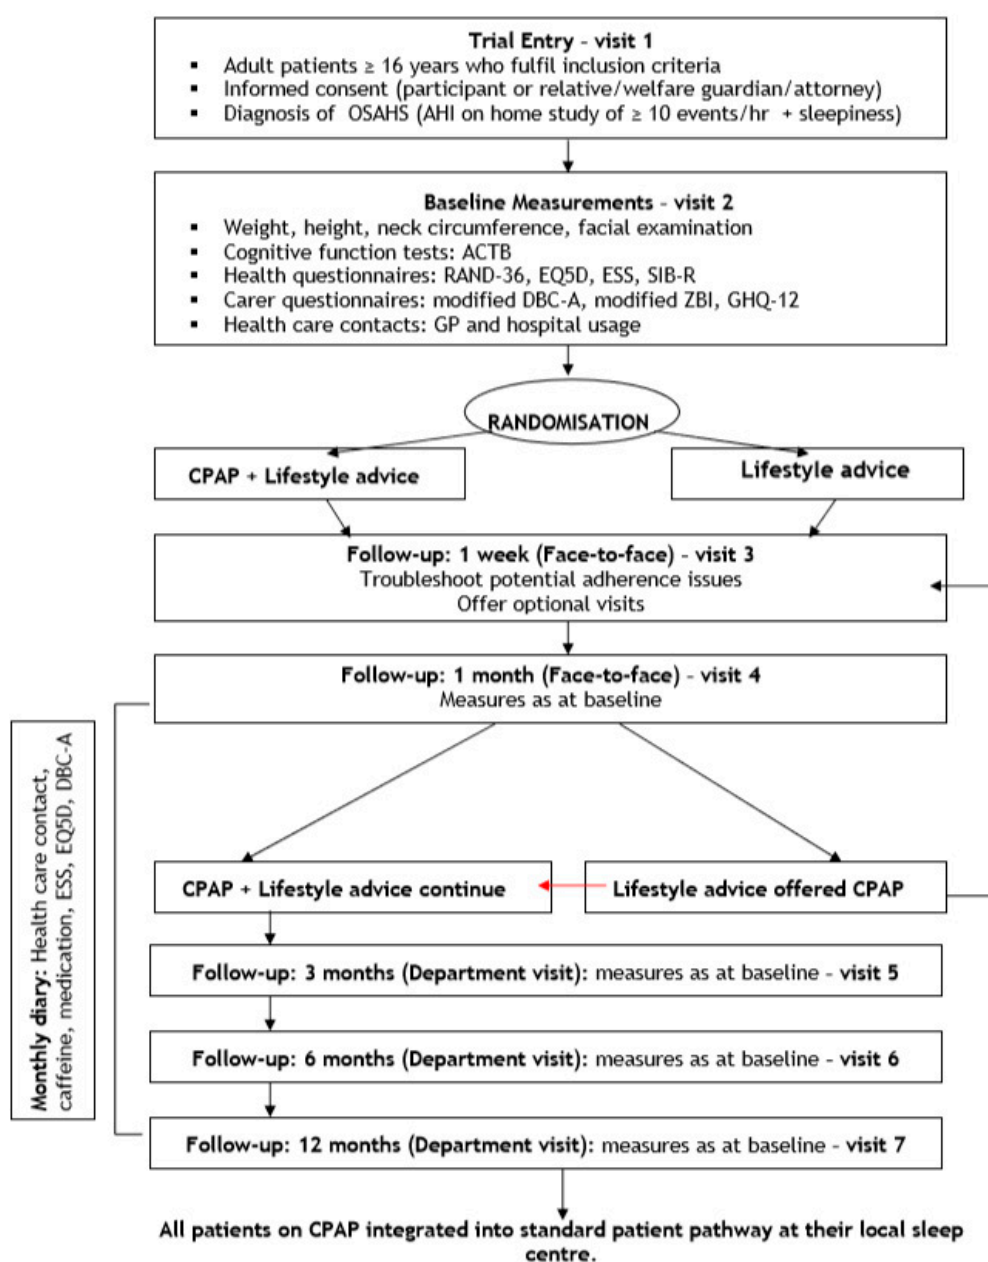 Trial Entry - visit 1
▪ Adult patients ≥ 16 years who fulfil inclusion criteria
▪ Informed consent (participant or relative/welfare guardian/attorney)
▪ Diagnosis of OSAHS (AHI on home study of ≥ 10 events/hr + sleepiness)
Baseline Measurements - visit 2
▪ Weight, height, neck circumference, facial examination
▪ Cognitive function tests: ACTB
▪ Health questionnaires: RAND-36, EQ5D, ESS, SIB-R
▪ Carer questionnaires: modified DBC-A, modified ZBI, GHQ-12
▪ Health care contacts: GP and hospital usage
RANDOMISATION
CPAP + Lifestyle advice
Lifestyle advice
Follow-up: 1 week (Face-to-face) - visit 3
Troubleshoot potential adherence issues
Offer optional visits
Follow-up: 1 month (Face-to-face) - visit 4
Measures as at baseline
Monthly diary: Health care contact,
caffeine, medication, ESS, EQ5D, DBC-A
CPAP + Lifestyle advice continue
Lifestyle advice offered CPAP
Follow-up: 3 months (Department visit): measures as at baseline - visit 5
Follow-up: 6 months (Department visit): measures as at baseline - visit 6
Follow-up: 12 months (Department visit): measures as at baseline - visit 7
All patients on CPAP integrated into standard patient pathway at their local sleep
centre.